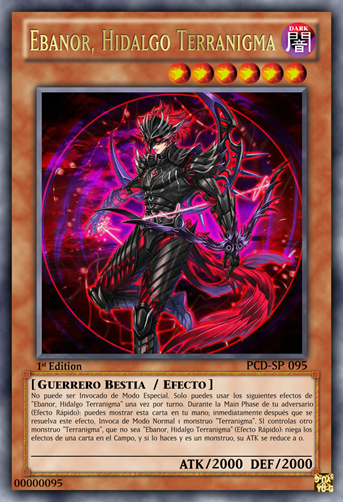 EBANOR, HIDALGO TERRANIGMA
DARK
闇
1st Edition
PCD-SP 095
[GUERRERO BESTIA / EFECTO]
No puede ser Invocado de Modo Especial. Solo puedes usar los siguientes efectos de
"Ebanor, Hidalgo Terranigma" una vez por turno. Durante la Main Phase de tu adversario
(Efecto Rápido): puedes mostrar esta carta en tu mano; inmediatamente después que se
resuelva este efecto, Invoca de Modo Normal 1 monstruo "Terranigma". Si controlas otro
monstruo "Terranigma", que no sea "Ebanor, Hidalgo Terranigma" (Efecto Rápido): niega los
efectos de una carta en el Campo, y si lo haces y es un monstruo, su ATK se reduce a 0.
ATK/2000 DEF/2000
00000095